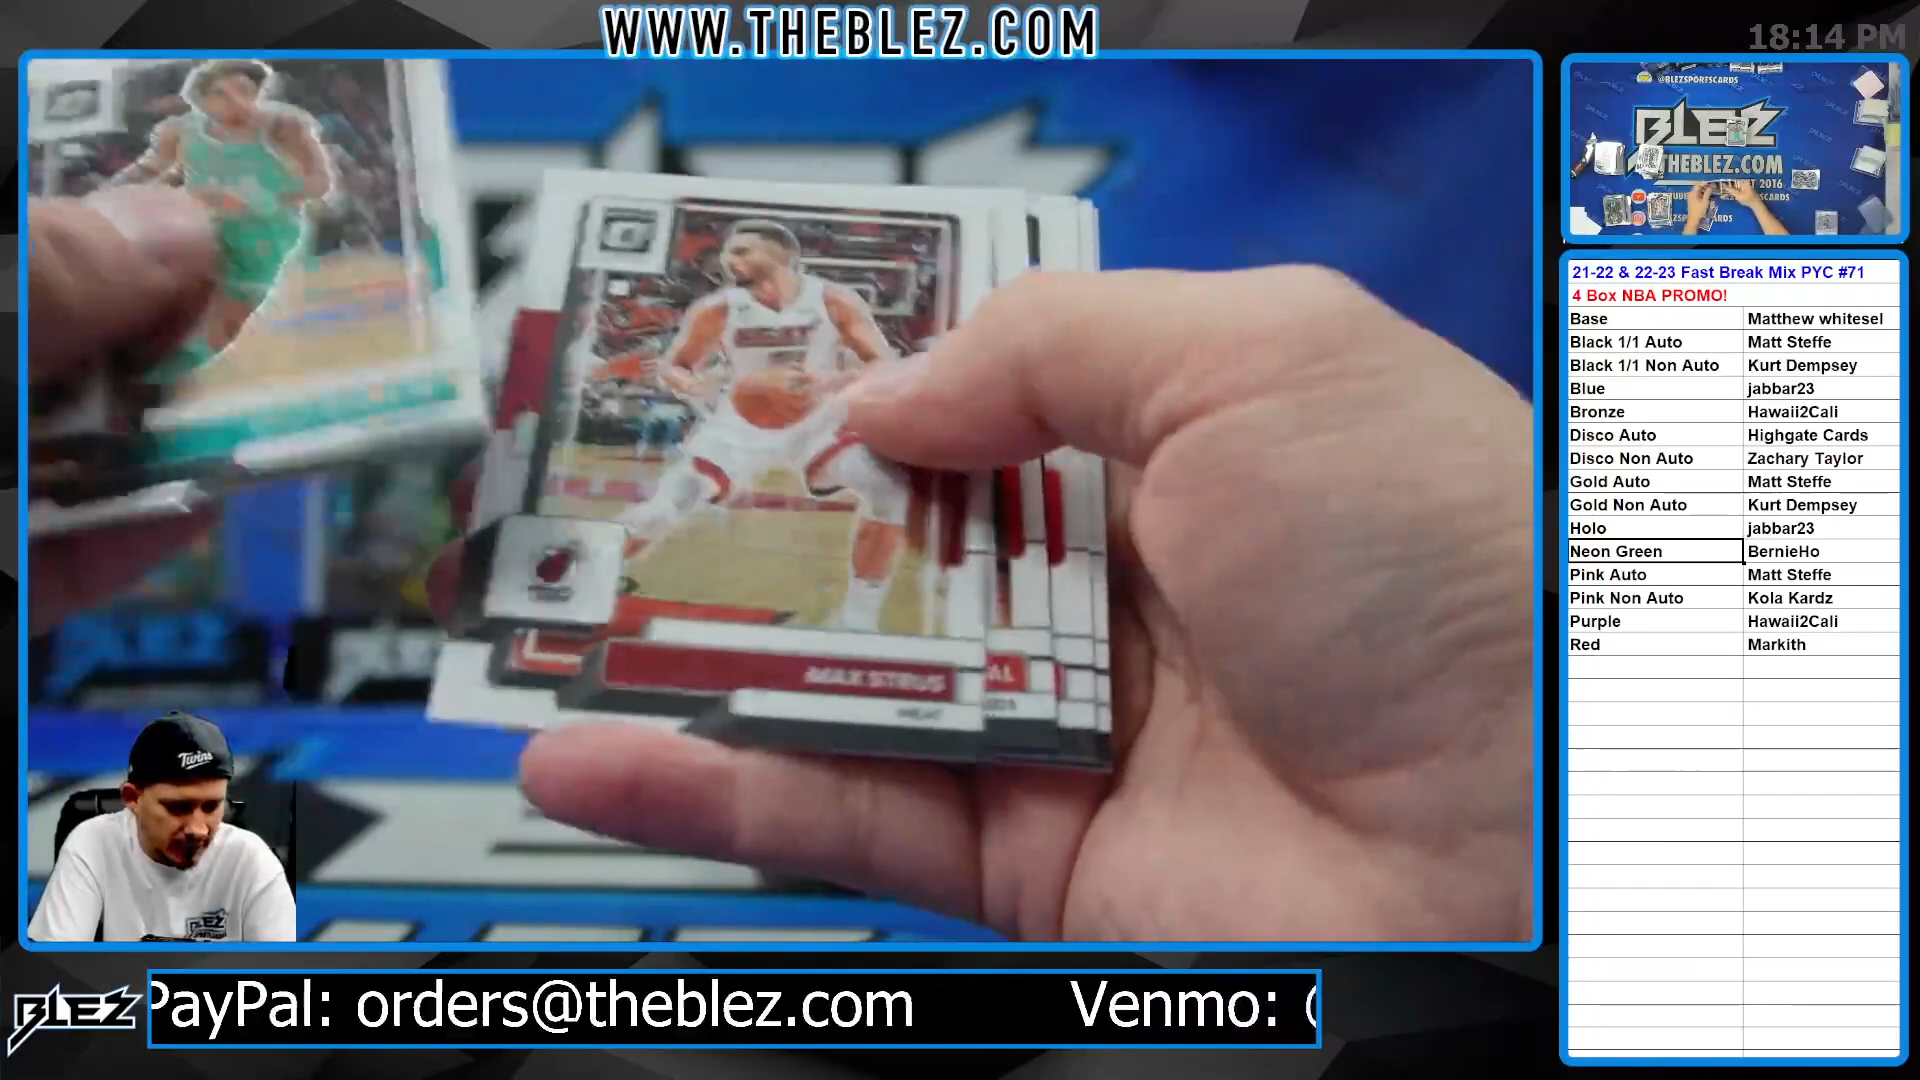 WWW.THEBLEZ.COM
18:14 PM
@BLEZSPORTSCARDS
BLEZ
THEBLEZ.COM
MAX STRUS
HEAT
Twins
BLEZ
21-22 & 22-23 Fast Break Mix PYC #71
4 Box NBA PROMO!
Base Matthew whitesel
Black 1/1 Auto Matt Steffe
Black 1/1 Non Auto Kurt Dempsey
Blue jabbar23
Bronze Hawaii2Cali
Disco Auto Highgate Cards
Disco Non Auto Zachary Taylor
Gold Auto Matt Steffe
Gold Non Auto Kurt Dempsey
Holo jabbar23
Neon Green BernieHo
Pink Auto Matt Steffe
Pink Non Auto Kola Kardz
Purple Hawaii2Cali
Red Markith
BLEZ
PayPal: orders@theblez.com Venmo: (